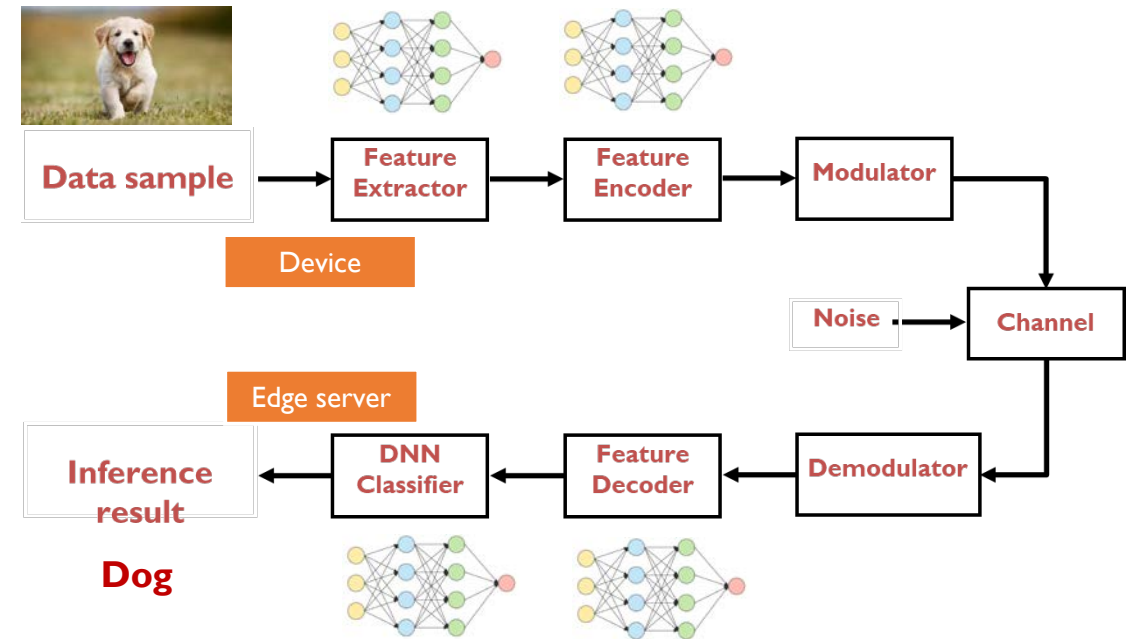 Data sample
Feature
Extractor
Feature
Encoder
Modulator
Device
Noise
Channel
Edge server
Inference
result
DNN
Classifier
Feature
Decoder
Demodulator
Dog